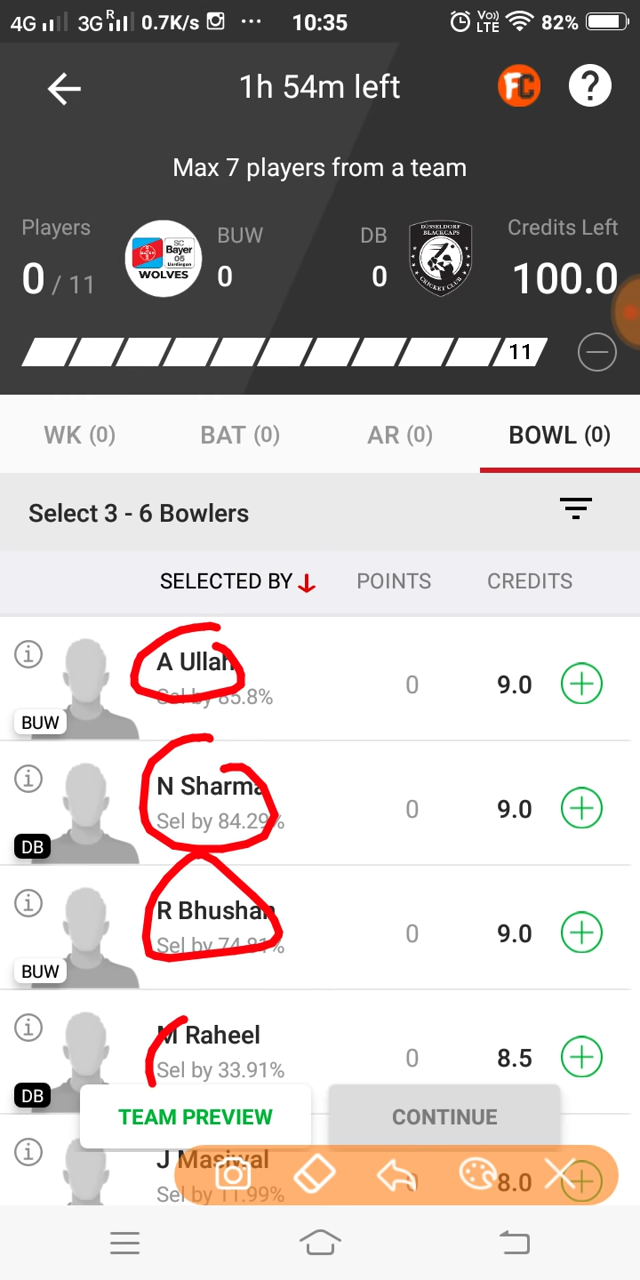 4G 3G R 0.7K/s ... 10:35 Vo) LTE 82%
1h 54m left FC ?
Max 7 players from a team
Players BUW DB Credits Left
0 / 11 0 0 100.0
SC Bayer 05 Uerdingen WOLVES
DÜSSELDORF BLACKCAPS CRICKET CLUB
11
WK (0) BAT (0) AR (0) BOWL (0)
Select 3 - 6 Bowlers
SELECTED BY POINTS CREDITS
A Ullah
Sel by 85.8% 0 9.0
BUW
N Sharma
Sel by 84.29% 0 9.0
DB
R Bhushan
Sel by 74.81% 0 9.0
BUW
M Raheel
Sel by 33.91% 0 8.5
DB
TEAM PREVIEW CONTINUE
J Masiwal
Sel by 11.99% 8.0